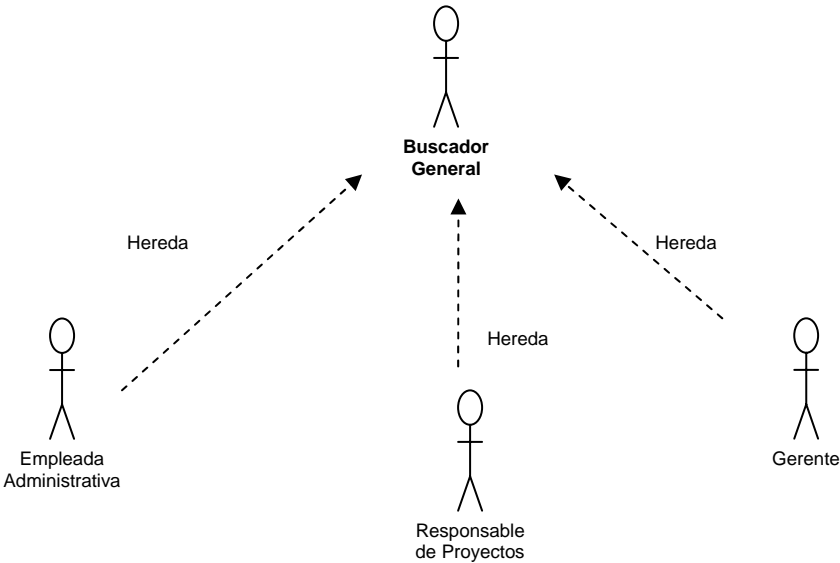 Buscador
General
Hereda
Hereda
Hereda
Empleada
Administrativa
Gerente
Responsable
de Proyectos